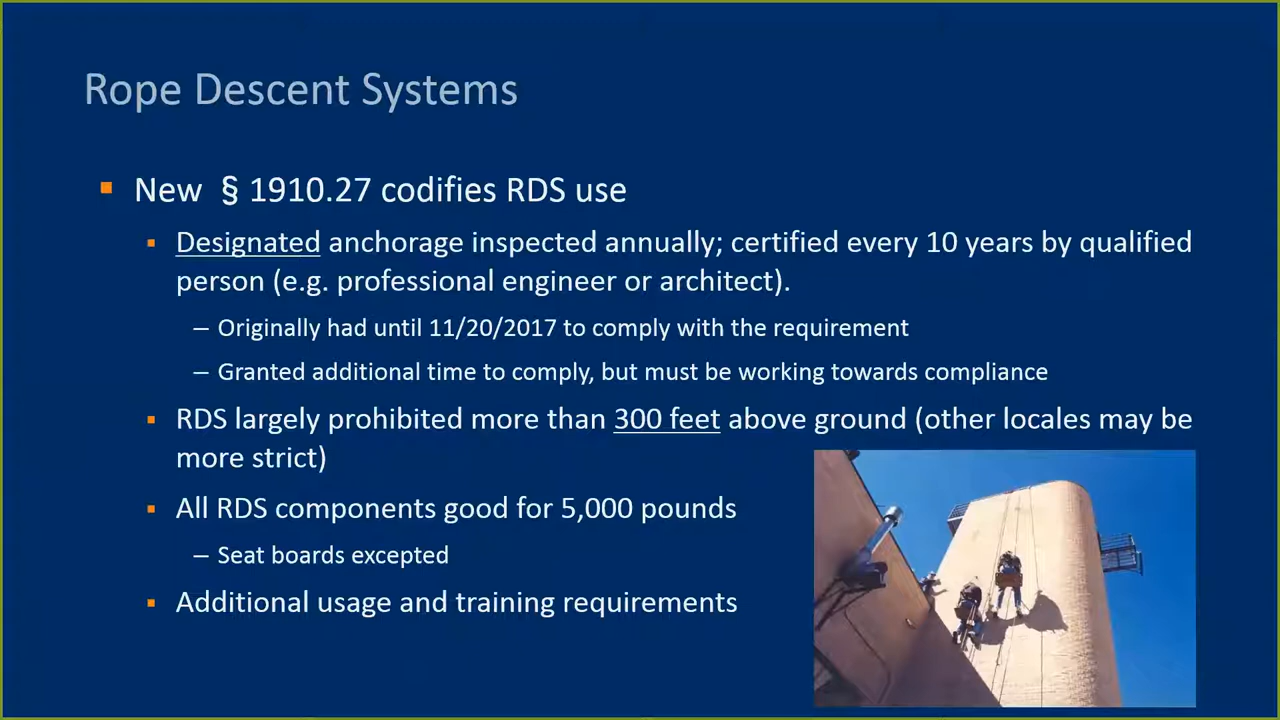 Rope Descent Systems
New § 1910.27 codifies RDS use
Designated anchorage inspected annually; certified every 10 years by qualified
person (e.g. professional engineer or architect).
– Originally had until 11/20/2017 to comply with the requirement
– Granted additional time to comply, but must be working towards compliance
RDS largely prohibited more than 300 feet above ground (other locales may be
more strict)
All RDS components good for 5,000 pounds
– Seat boards excepted
Additional usage and training requirements